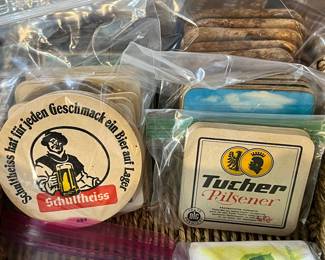 Schultheiss hat für jeden Geschmack ein Bier auf Lager
Schultheiss
Tucher
Pilsener